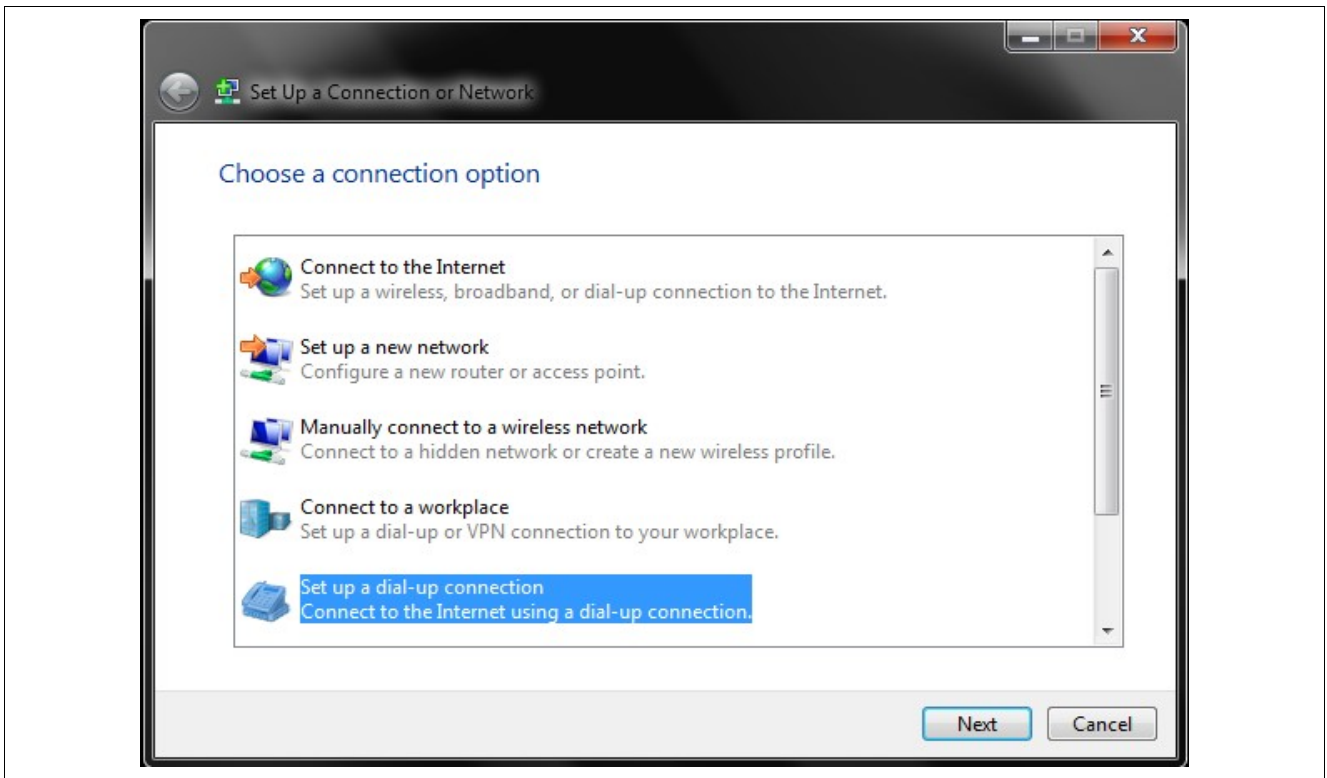 Set Up a Connection or Network
Choose a connection option
Connect to the Internet
Set up a wireless, broadband, or dial-up connection to the Internet.
Set up a new network
Configure a new router or access point.
Manually connect to a wireless network
Connect to a hidden network or create a new wireless profile.
Connect to a workplace
Set up a dial-up or VPN connection to your workplace.
Set up a dial-up connection
Connect to the Internet using a dial-up connection.
Next Cancel